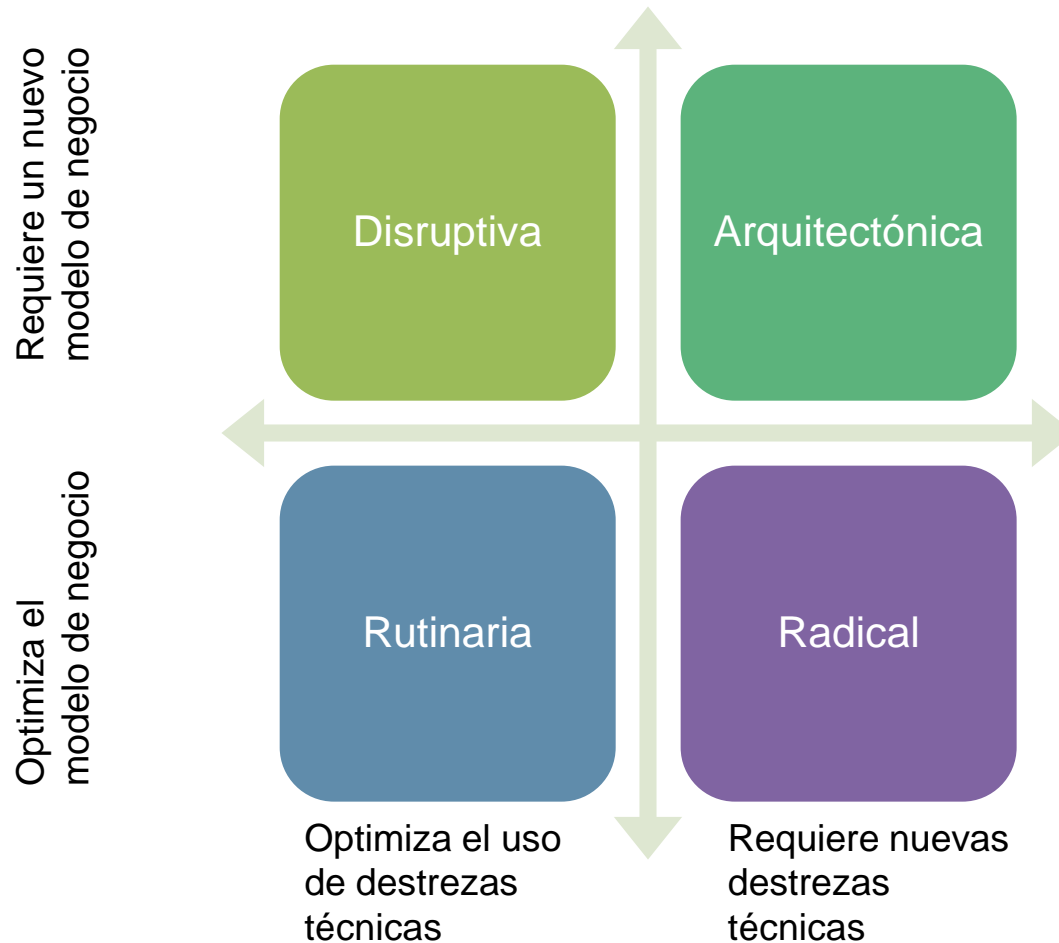 Requiere un nuevo
modelo de negocio
Disruptiva
Arquitectónica
Optimiza el
modelo de negocio
Rutinaria
Radical
Optimiza el uso
de destrezas
técnicas
Requiere nuevas
destrezas
técnicas